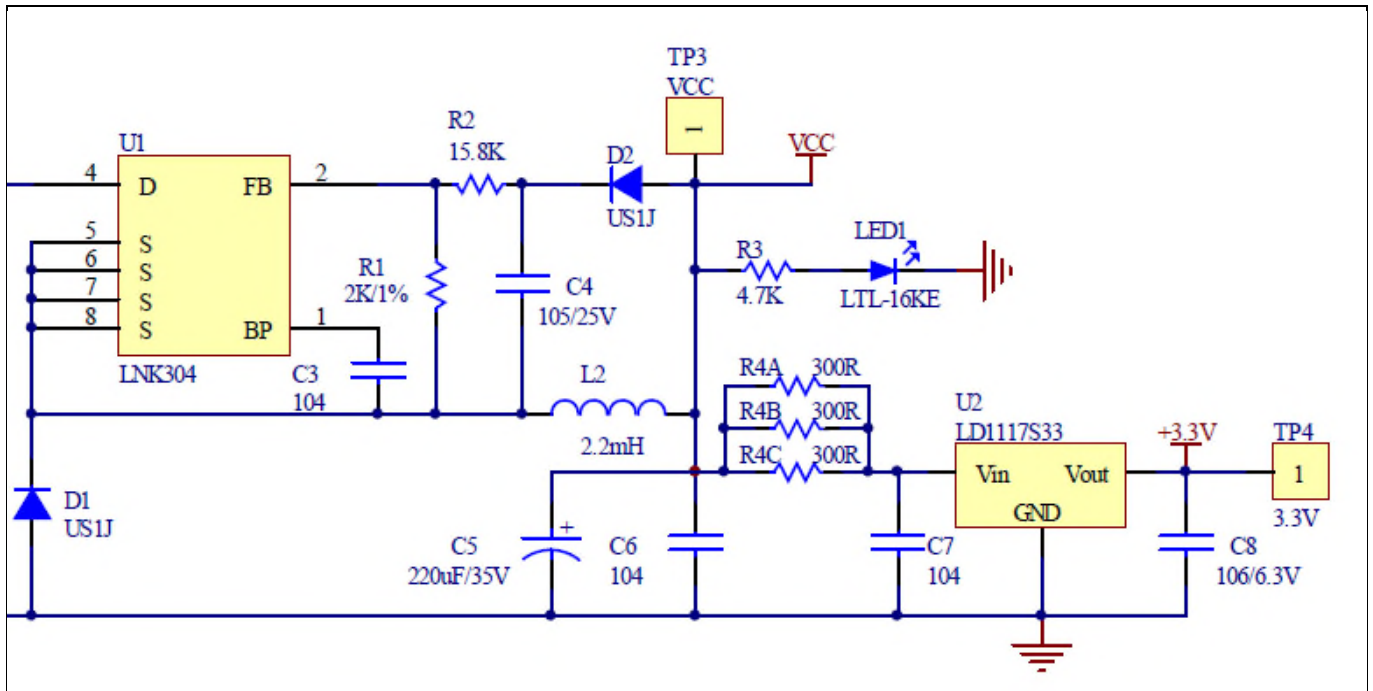 TP3
VCC
1
VCC
U1
4
D
FB
2
5
S
6
S
7
S
8
S
BP
1
LNK304
R2
15.8K
D2
US1J
R1
2K/1%
C4
105/25V
C3
104
L2
2.2mH
R3
4.7K
LED1
LTL-16KE
R4A
300R
R4B
300R
R4C
300R
U2
LD1117S33
Vin
Vout
GND
+3.3V
TP4
1
3.3V
D1
US1J
C5
+
220uF/35V
C6
104
C7
104
C8
106/6.3V